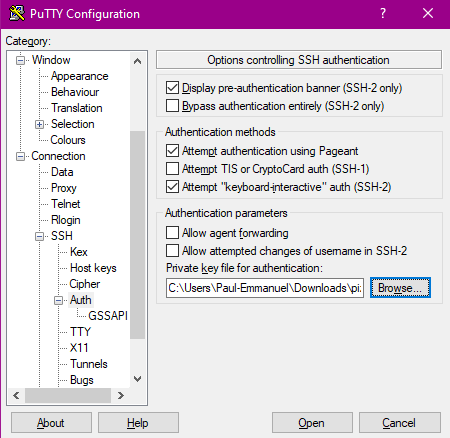 PuTTY Configuration
?
Category:
Window
Appearance
Behaviour
Translation
Selection
Colours
Connection
Data
Proxy
Telnet
Rlogin
SSH
Kex
Host keys
Cipher
Auth
GSSAPI
TTY
X11
Tunnels
Bugs
Options controlling SSH authentication
Display pre-authentication banner (SSH-2 only)
Bypass authentication entirely (SSH-2 only)
Authentication methods
Attempt authentication using Pageant
Attempt TIS or CryptoCard auth (SSH-1)
Attempt "keyboard-interactive" auth (SSH-2)
Authentication parameters
Allow agent forwarding
Allow attempted changes of username in SSH-2
Private key file for authentication:
C:\Users\Paul-Emmanuel\Downloads\pi: Browse...
About Help Open Cancel